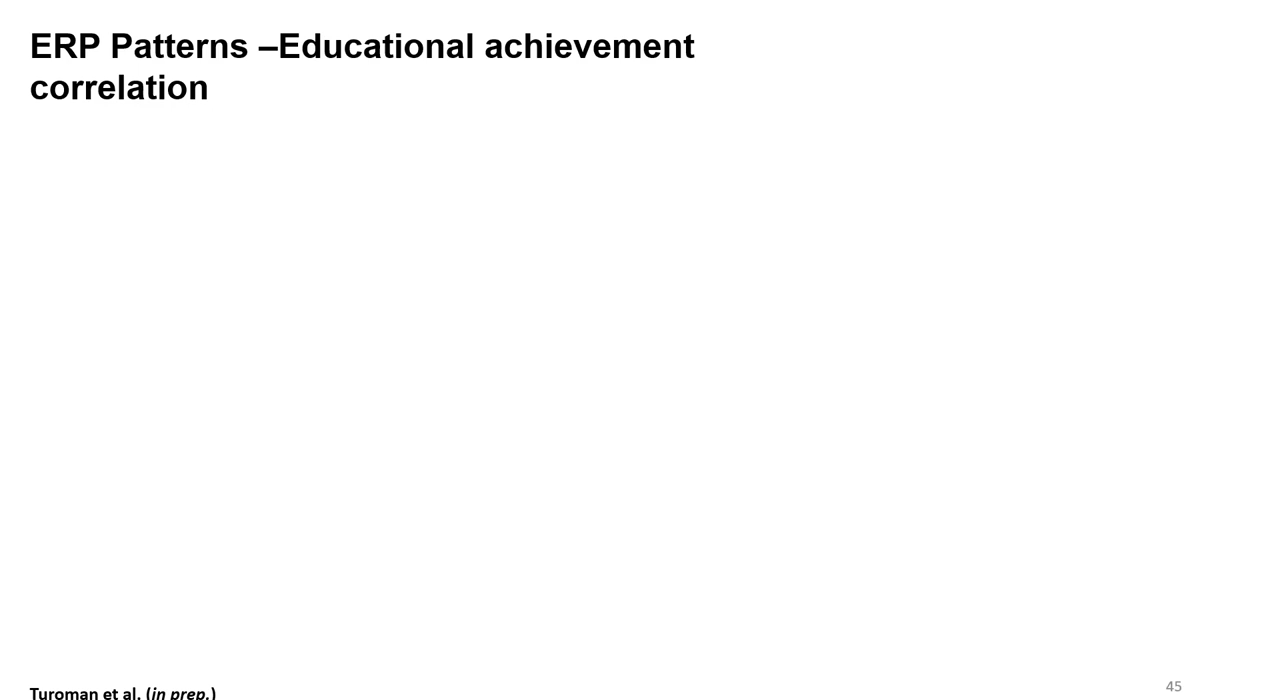 ERP Patterns –Educational achievement
correlation
Turoman et al. (in prep.)
45